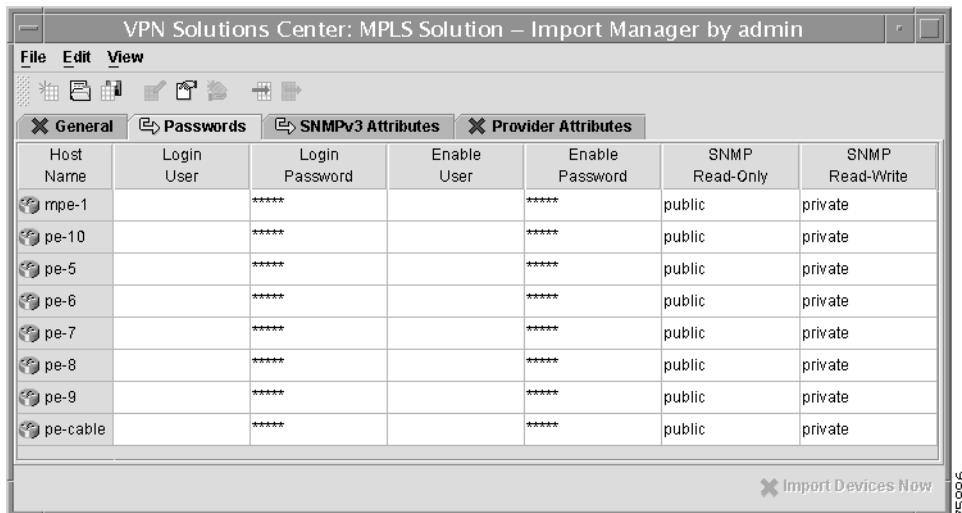 VPN Solutions Center: MPLS Solution – Import Manager by admin
File Edit View
General Passwords SNMPv3 Attributes Provider Attributes
Host Name Login User Login Password Enable User Enable Password SNMP Read-Only SNMP Read-Write
mpe-1 ***** ***** public private
pe-10 ***** ***** public private
pe-5 ***** ***** public private
pe-6 ***** ***** public private
pe-7 ***** ***** public private
pe-8 ***** ***** public private
pe-9 ***** ***** public private
pe-cable ***** ***** public private
Import Devices Now